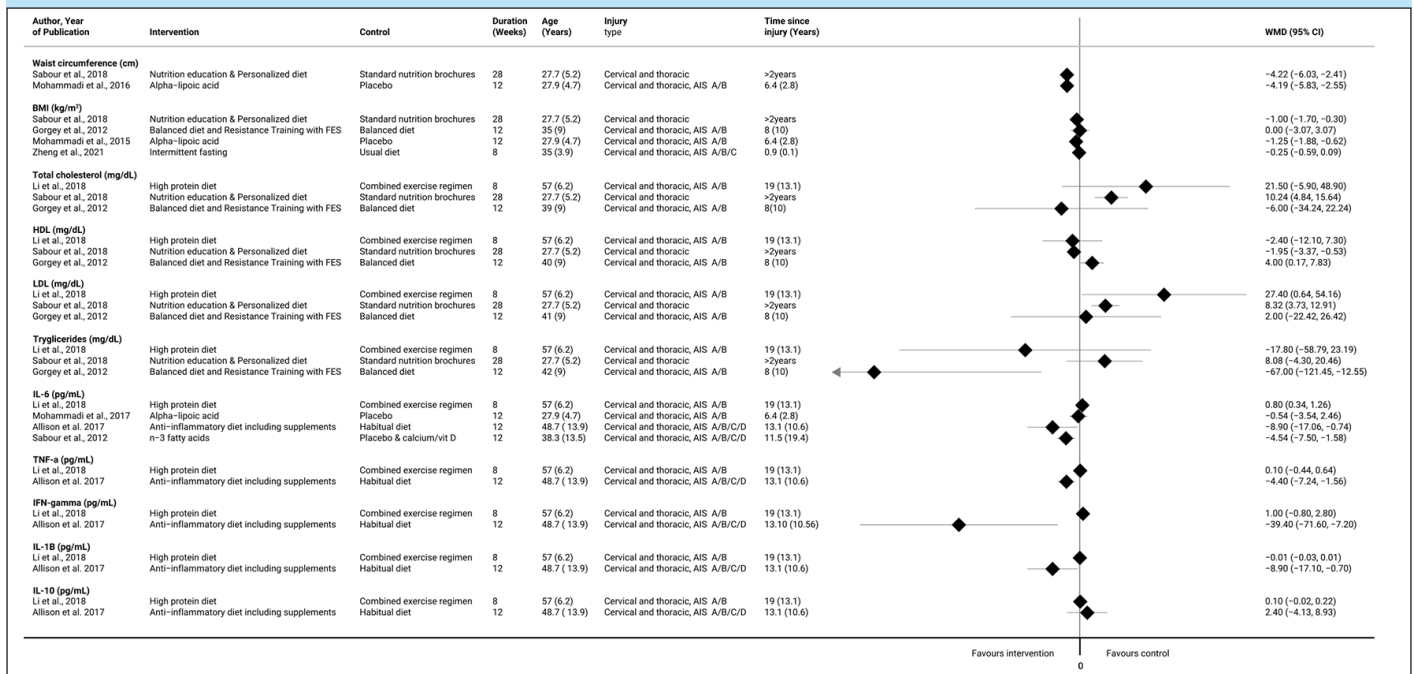 Author, Year of Publication Intervention Control Duration (Weeks) Age (Years) Injury type Time since injury (Years) WMD (95% CI)
Waist circumference (cm)
Sabour et al., 2018 Nutrition education & Personalized diet Standard nutrition brochures 28 27.7 (5.2) Cervical and thoracic >2years −4.22 (−6.03, −2.41)
Mohammadi et al., 2016 Alpha−lipoic acid Placebo 12 27.9 (4.7) Cervical and thoracic, AIS A/B 6.4 (2.8) −4.19 (−5.83, −2.55)
BMI (kg/m²)
Sabour et al., 2018 Nutrition education & Personalized diet Standard nutrition brochures 28 27.7 (5.2) Cervical and thoracic >2years −1.00 (−1.70, −0.30)
Gorgey et al., 2012 Balanced diet and Resistance Training with FES Balanced diet 12 35 (9) Cervical and thoracic, AIS A/B 8 (10) 0.00 (−3.07, 3.07)
Mohammadi et al., 2015 Alpha−lipoic acid Placebo 12 27.9 (4.7) Cervical and thoracic, AIS A/B 6.4 (2.8) −1.25 (−1.88, −0.62)
Zheng et al., 2021 Intermittent fasting Usual diet 8 35 (3.9) Cervical and thoracic, AIS A/B/C 0.9 (0.1) −0.25 (−0.59, 0.09)
Total cholesterol (mg/dL)
Li et al., 2018 High protein diet Combined exercise regimen 8 57 (6.2) Cervical and thoracic, AIS A/B 19 (13.1) 21.50 (−5.90, 48.90)
Sabour et al., 2018 Nutrition education & Personalized diet Standard nutrition brochures 28 27.7 (5.2) Cervical and thoracic >2years 10.24 (4.84, 15.64)
Gorgey et al., 2012 Balanced diet and Resistance Training with FES Balanced diet 12 39 (9) Cervical and thoracic, AIS A/B 8(10) −6.00 (−34.24, 22.24)
HDL (mg/dL)
Li et al., 2018 High protein diet Combined exercise regimen 8 57 (6.2) Cervical and thoracic, AIS A/B 19 (13.1) −2.40 (−12.10, 7.30)
Sabour et al., 2018 Nutrition education & Personalized diet Standard nutrition brochures 28 27.7 (5.2) Cervical and thoracic >2years −1.95 (−3.37, −0.53)
Gorgey et al., 2012 Balanced diet and Resistance Training with FES Balanced diet 12 40 (9) Cervical and thoracic, AIS A/B 8 (10) 4.00 (0.17, 7.83)
LDL (mg/dL)
Li et al., 2018 High protein diet Combined exercise regimen 8 57 (6.2) Cervical and thoracic, AIS A/B 19 (13.1) 27.40 (0.64, 54.16)
Sabour et al., 2018 Nutrition education & Personalized diet Standard nutrition brochures 28 27.7 (5.2) Cervical and thoracic >2years 8.32 (3.73, 12.91)
Gorgey et al., 2012 Balanced diet and Resistance Training with FES Balanced diet 12 41 (9) Cervical and thoracic, AIS A/B 8 (10) 2.00 (−22.42, 26.42)
Tryglicerides (mg/dL)
Li et al., 2018 High protein diet Combined exercise regimen 8 57 (6.2) Cervical and thoracic, AIS A/B 19 (13.1) −17.80 (−58.79, 23.19)
Sabour et al., 2018 Nutrition education & Personalized diet Standard nutrition brochures 28 27.7 (5.2) Cervical and thoracic >2years 8.08 (−4.30, 20.46)
Gorgey et al., 2012 Balanced diet and Resistance Training with FES Balanced diet 12 42 (9) Cervical and thoracic, AIS A/B 8 (10) −67.00 (−121.45, −12.55)
IL−6 (pg/mL)
Li et al., 2018 High protein diet Combined exercise regimen 8 57 (6.2) Cervical and thoracic, AIS A/B 19 (13.1) 0.80 (0.34, 1.26)
Mohammadi et al., 2017 Alpha−lipoic acid Placebo 12 27.9 (4.7) Cervical and thoracic, AIS A/B 6.4 (2.8) −0.54 (−3.54, 2.46)
Allison et al. 2017 Anti−inflammatory diet including supplements Habitual diet 12 48.7 ( 13.9) Cervical and thoracic, AIS A/B/C/D 13.1 (10.6) −8.90 (−17.06, −0.74)
Sabour et al., 2012 n−3 fatty acids Placebo & calcium/vit D 12 38.3 (13.5) Cervical and thoracic, AIS A/B/C/D 11.5 (19.4) −4.54 (−7.50, −1.58)
TNF−a (pg/mL)
Li et al., 2018 High protein diet Combined exercise regimen 8 57 (6.2) Cervical and thoracic, AIS A/B 19 (13.1) 0.10 (−0.44, 0.64)
Allison et al. 2017 Anti−inflammatory diet including supplements Habitual diet 12 48.7 ( 13.9) Cervical and thoracic, AIS A/B/C/D 13.1 (10.6) −4.40 (−7.24, −1.56)
IFN−gamma (pg/mL)
Li et al., 2018 High protein diet Combined exercise regimen 8 57 (6.2) Cervical and thoracic, AIS A/B 19 (13.1) 1.00 (−0.80, 2.80)
Allison et al. 2017 Anti−inflammatory diet including supplements Habitual diet 12 48.7 ( 13.9) Cervical and thoracic, AIS A/B/C/D 13.10 (10.56) −39.40 (−71.60, −7.20)
IL−1B (pg/mL)
Li et al., 2018 High protein diet Combined exercise regimen 8 57 (6.2) Cervical and thoracic, AIS A/B 19 (13.1) −0.01 (−0.03, 0.01)
Allison et al. 2017 Anti−inflammatory diet including supplements Habitual diet 12 48.7 ( 13.9) Cervical and thoracic, AIS A/B/C/D 13.1 (10.6) −8.90 (−17.10, −0.70)
IL−10 (pg/mL)
Li et al., 2018 High protein diet Combined exercise regimen 8 57 (6.2) Cervical and thoracic, AIS A/B 19 (13.1) 0.10 (−0.02, 0.22)
Allison et al. 2017 Anti−inflammatory diet including supplements Habitual diet 12 48.7 ( 13.9) Cervical and thoracic, AIS A/B/C/D 13.1 (10.6) 2.40 (−4.13, 8.93)
Favours intervention Favours control
0